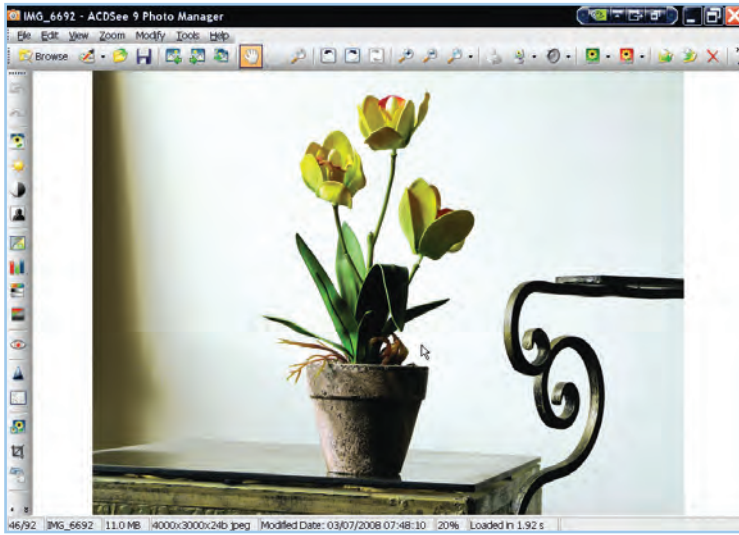 IMG_6692 - ACDSee 9 Photo Manager
File Edit View Zoom Modify Tools Help
Browse
46/92 IMG_6692 11.0 MB 4000x3000x24b jpeg Modified Date: 03/07/2008 07:48:10 20% Loaded in 1.92 s